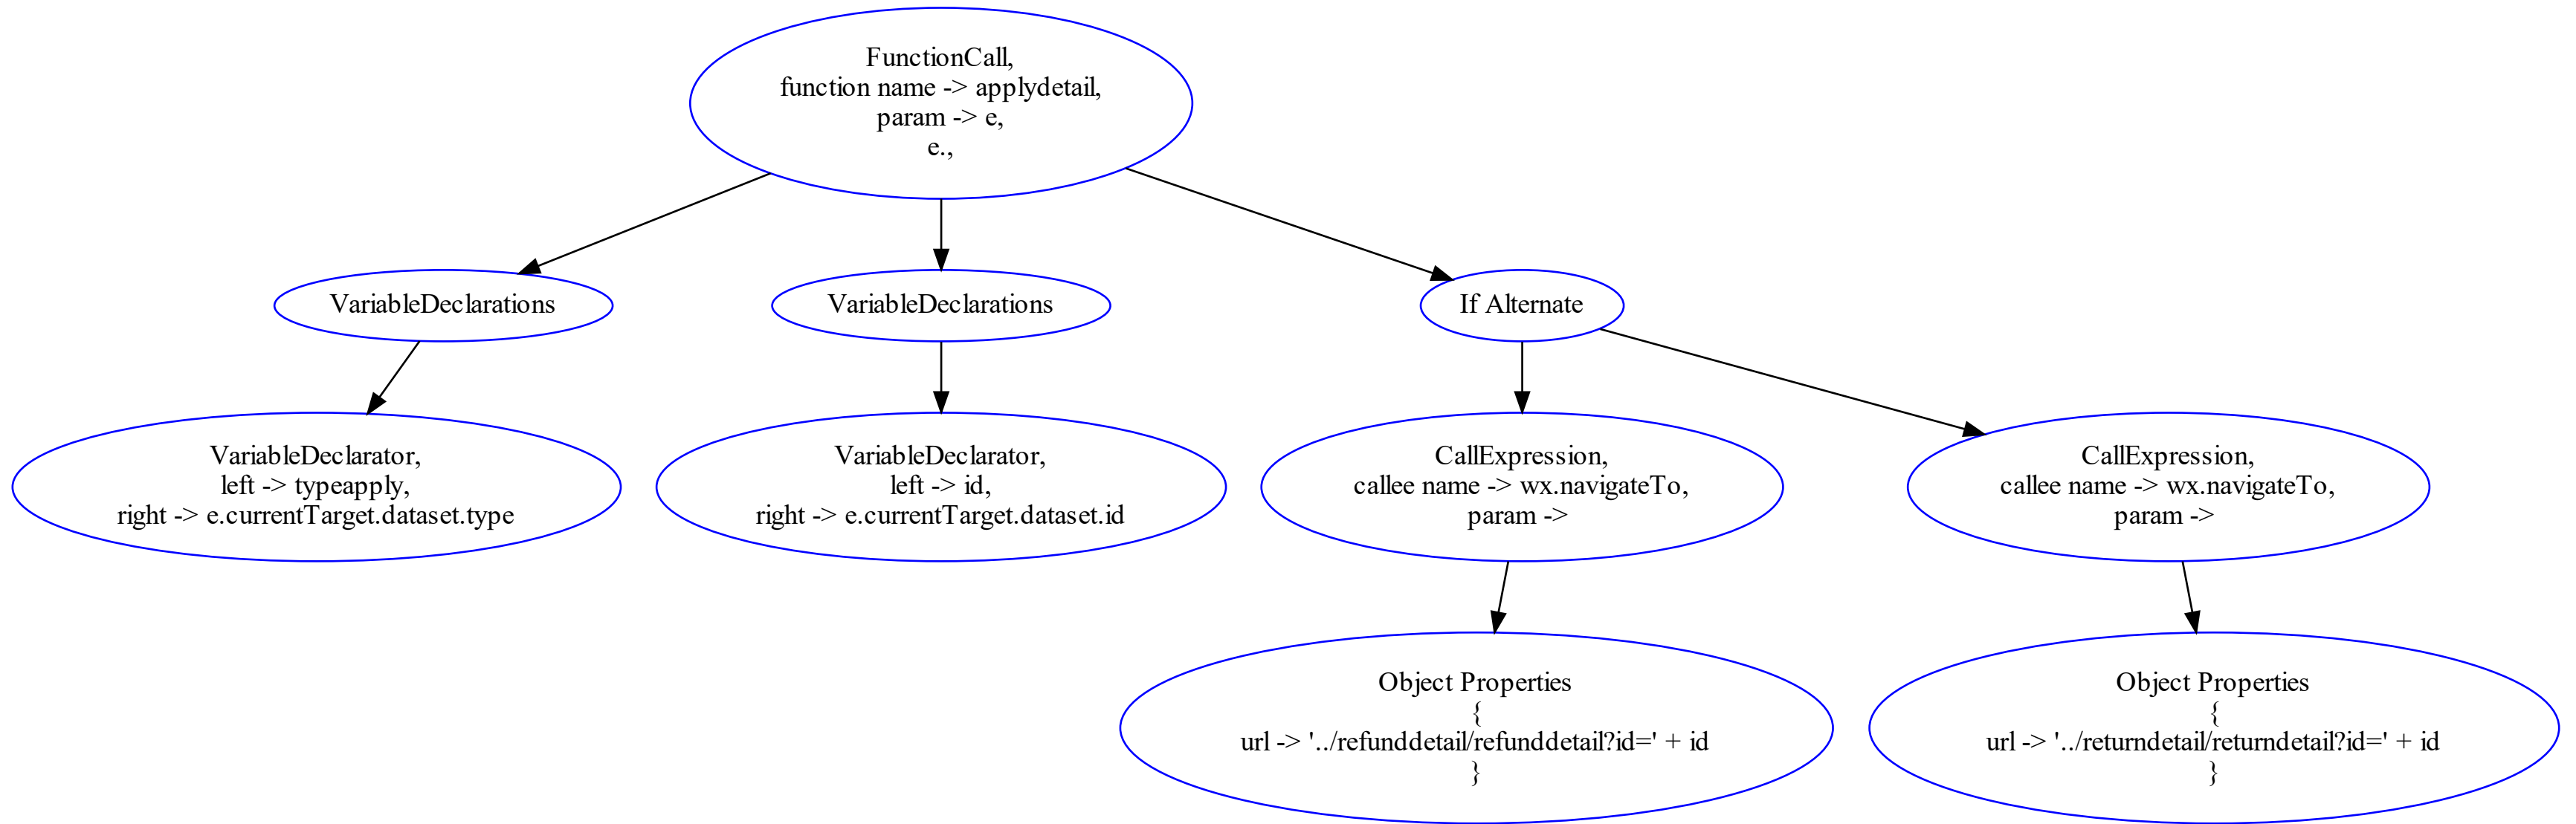 FunctionCall,
function name -> applydetail,
param -> e,
e.,
VariableDeclarations
VariableDeclarations
If Alternate
VariableDeclarator,
left -> typeapply,
right -> e.currentTarget.dataset.type
VariableDeclarator,
left -> id,
right -> e.currentTarget.dataset.id
CallExpression,
callee name -> wx.navigateTo,
param ->
CallExpression,
callee name -> wx.navigateTo,
param ->
Object Properties
{
url -> '../refunddetail/refunddetail?id=' + id
}
Object Properties
{
url -> '../returndetail/returndetail?id=' + id
}